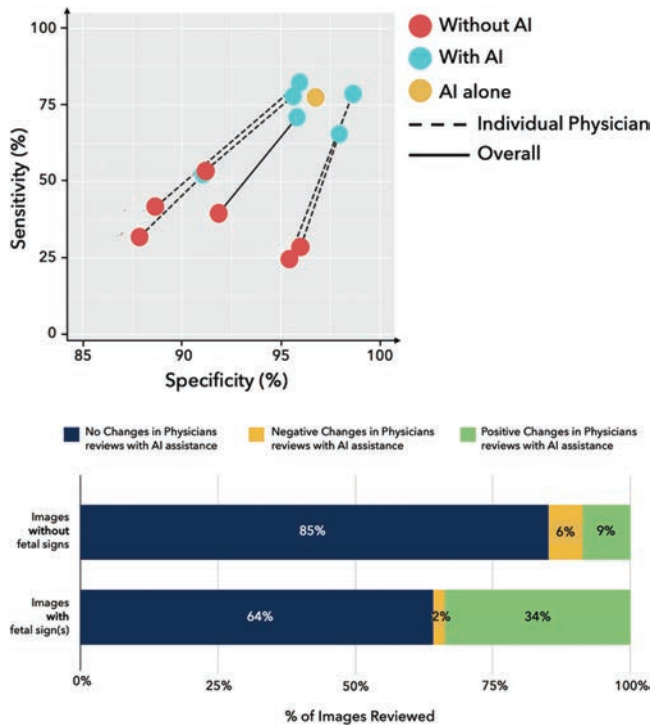 Without AI
With AI
AI alone
Individual Physician
Overall
Sensitivity (%)
100
75
50
25
0
85
90
95
100
Specificity (%)
No Changes in Physicians
reviews with AI assistance
Negative Changes in Physicians
reviews with AI assistance
Positive Changes in Physicians
reviews with AI assistance
Images
without
fetal signs
85%
6%
9%
Images
with
fetal sign(s)
64%
2%
34%
0%
25%
50%
75%
100%
% of Images Reviewed